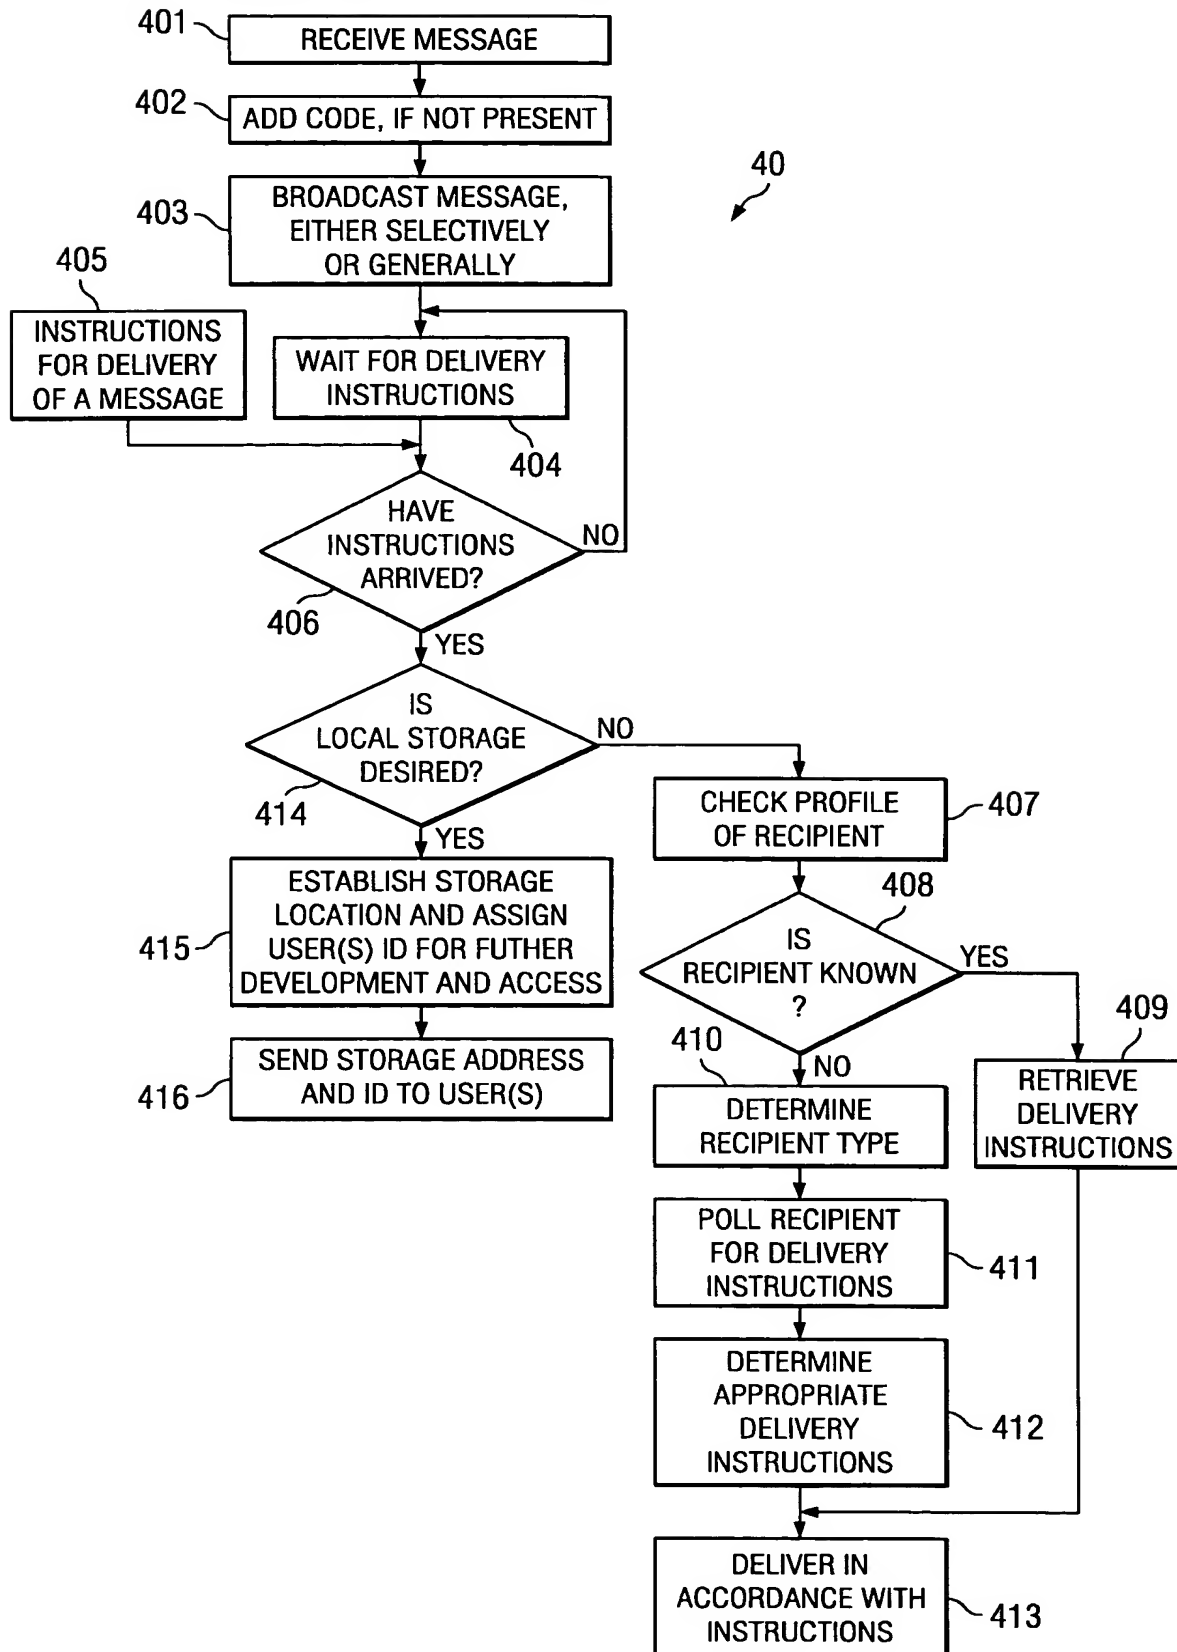 401
RECEIVE MESSAGE
402
ADD CODE, IF NOT PRESENT
40
403
BROADCAST MESSAGE,
EITHER SELECTIVELY
OR GENERALLY
405
INSTRUCTIONS
FOR DELIVERY
OF A MESSAGE
WAIT FOR DELIVERY
INSTRUCTIONS
404
HAVE
INSTRUCTIONS
ARRIVED?
NO
406
YES
IS
LOCAL STORAGE
DESIRED?
NO
414
YES
CHECK PROFILE
OF RECIPIENT
407
415
ESTABLISH STORAGE
LOCATION AND ASSIGN
USER(S) ID FOR FUTHER
DEVELOPMENT AND ACCESS
408
IS
RECIPIENT KNOWN
?
YES
416
SEND STORAGE ADDRESS
AND ID TO USER(S)
410
NO
409
DETERMINE
RECIPIENT TYPE
RETRIEVE
DELIVERY
INSTRUCTIONS
POLL RECIPIENT
FOR DELIVERY
INSTRUCTIONS
411
DETERMINE
APPROPRIATE
DELIVERY
INSTRUCTIONS
412
DELIVER IN
ACCORDANCE WITH
INSTRUCTIONS
413